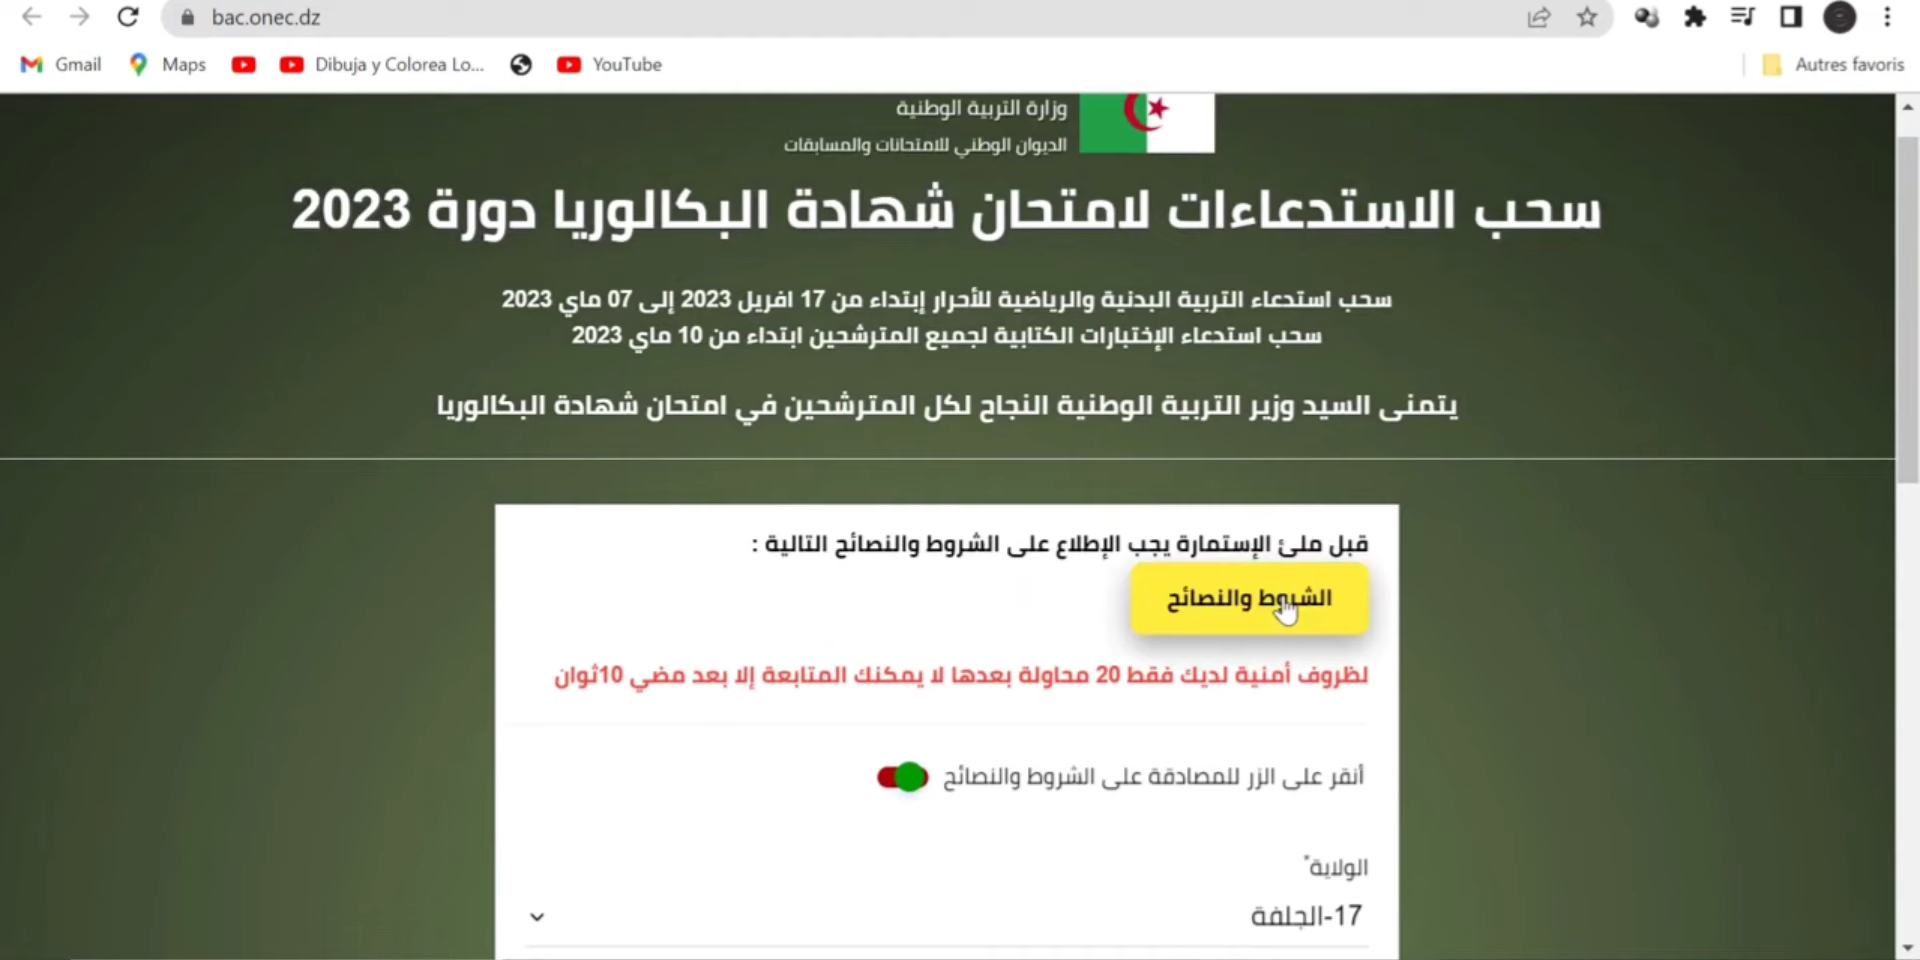 bac.onec.dz
Gmail
Maps
Dibuja y Colorea Lo...
YouTube
Autres favoris
وزارة التربية الوطنية
الديوان الوطني للامتحانات والمسابقات
سحب الاستدعاءات لامتحان شهادة البكالوريا دورة 2023
سحب استدعاء التربية البدنية والرياضية للأحرار إبتداء من 17 افريل 2023 إلى 07 ماي 2023
سحب استدعاء الإختبارات الكتابية لجميع المترشحين ابتداء من 10 ماي 2023
يتمنى السيد وزير التربية الوطنية النجاح لكل المترشحين في امتحان شهادة البكالوريا
قبل ملئ الإستمارة يجب الإطلاع على الشروط والنصائح التالية :
الشروط والنصائح
لظروف أمنية لديك فقط 20 محاولة بعدها لا يمكنك المتابعة إلا بعد مضي 10ثوان
أنقر على الزر للمصادقة على الشروط والنصائح
الولاية*
17-الجلفة